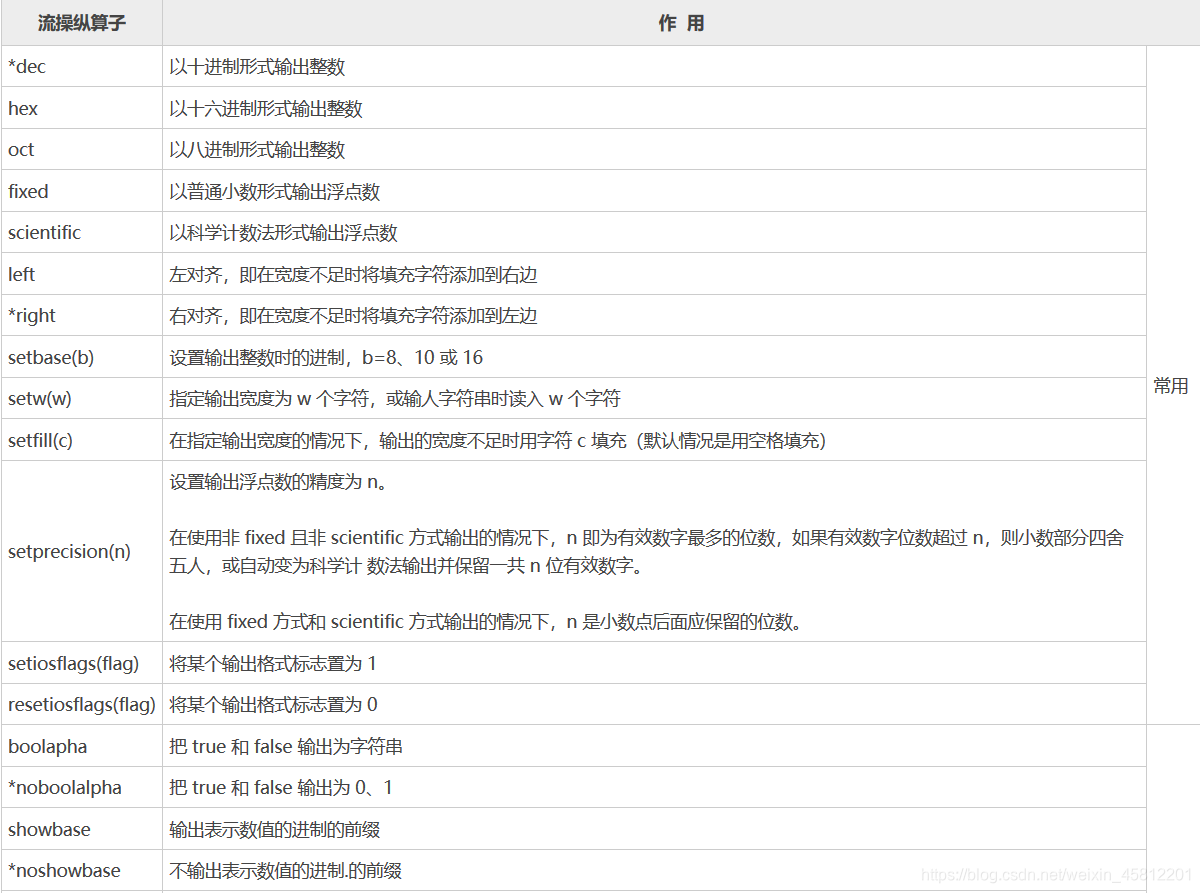 流操纵算子 作 用
*dec 以十进制形式输出整数
hex 以十六进制形式输出整数
oct 以八进制形式输出整数
fixed 以普通小数形式输出浮点数
scientific 以科学计数法形式输出浮点数
left 左对齐，即在宽度不足时将填充字符添加到右边
*right 右对齐，即在宽度不足时将填充字符添加到左边
setbase(b) 设置输出整数时的进制，b=8、10 或 16
常用
setw(w) 指定输出宽度为 w 个字符，或输人字符串时读入 w 个字符
setfill(c) 在指定输出宽度的情况下，输出的宽度不足时用字符 c 填充（默认情况是用空格填充）
setprecision(n) 设置输出浮点数的精度为 n。
在使用非 fixed 且非 scientific 方式输出的情况下，n 即为有效数字最多的位数，如果有效数字位数超过 n，则小数部分四舍
五人，或自动变为科学计 数法输出并保留一共 n 位有效数字。
在使用 fixed 方式和 scientific 方式输出的情况下，n 是小数点后面应保留的位数。
setiosflags(flag) 将某个输出格式标志置为 1
resetiosflags(flag) 将某个输出格式标志置为 0
boolapha 把 true 和 false 输出为字符串
*noboolalpha 把 true 和 false 输出为 0、1
showbase 输出表示数值的进制的前缀
*noshowbase 不输出表示数值的进制.的前缀
https://blog.csdn.net/weixin_45812201